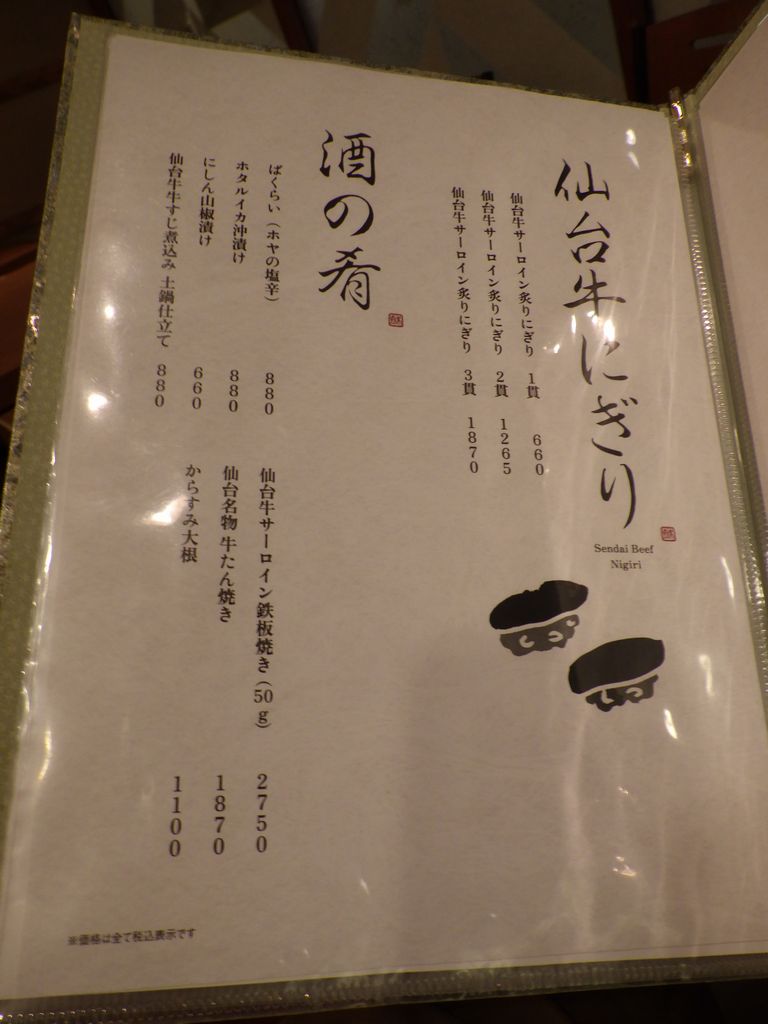 仙台牛にぎり
Sendai Beef
Nigiri
仙台牛サーロイン炙りにぎり 1貫 660
仙台牛サーロイン炙りにぎり 2貫 1265
仙台牛サーロイン炙りにぎり 3貫 1870
酒の肴
ばくらい(ホヤの塩辛) 880
ホタルイカ沖漬け 880
にしん山椒漬け 660
仙台牛牛すじ煮込み 土鍋仕立て 880
仙台牛サーロイン鉄板焼き(50g) 2750
仙台名物 牛たん焼き 1870
からすみ大根 1100
※価格は全て税込表示です